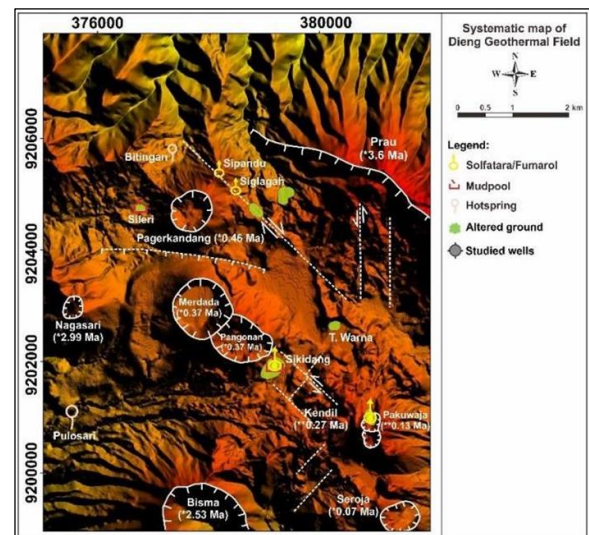 376000
380000
9206000
9204000
9202000
9200000
Prau
(*3.6 Ma)
Bitingan
Sipandu
Siglagah
Sileri
Pagerkandang (*0.46 Ma)
Merdada
(*0.37 Ma)
Nagasari
(*2.99 Ma)
Pangonan
(*0.37 Ma)
T. Warna
Sikidang
Kendil
(**0.27 Ma)
Pakuwaja
(**0.13 Ma)
Pulosari
Bisma
(*2.53 Ma)
Seroja
(*0.07 Ma)
Systematic map of
Dieng Geothermal Field
N
W E
S
0 0.5 1 2 km
Legend:
Solfatara/Fumarol
Mudpool
Hotspring
Altered ground
Studied wells